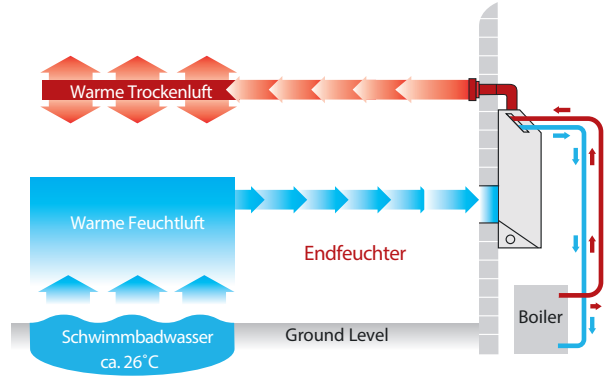 Warme Trockenluft
Warme Feuchtluft
Endfeuchter
Schwimmbadwasser
ca. 26°C
Ground Level
Boiler